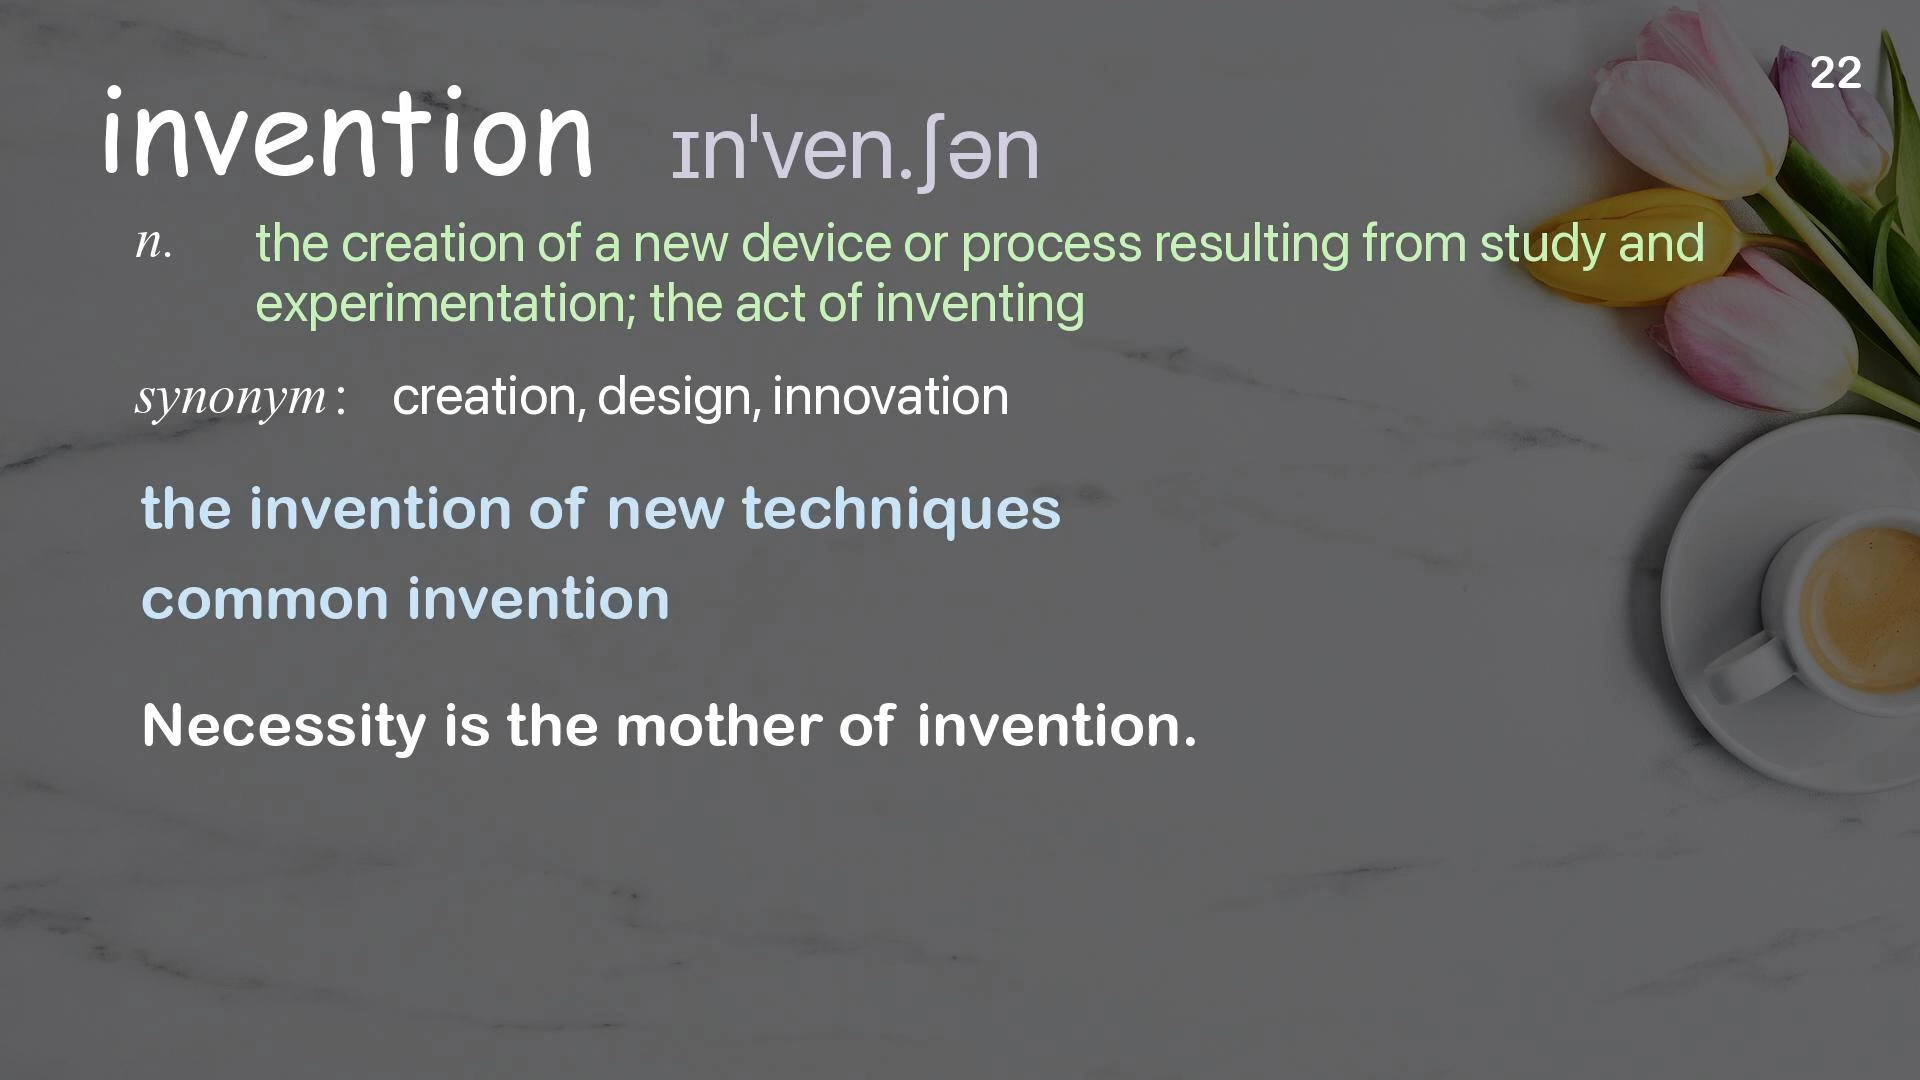 22
invention ɪnˈven.ʃən
n. the creation of a new device or process resulting from study and
experimentation; the act of inventing
synonym: creation, design, innovation
the invention of new techniques
common invention
Necessity is the mother of invention.